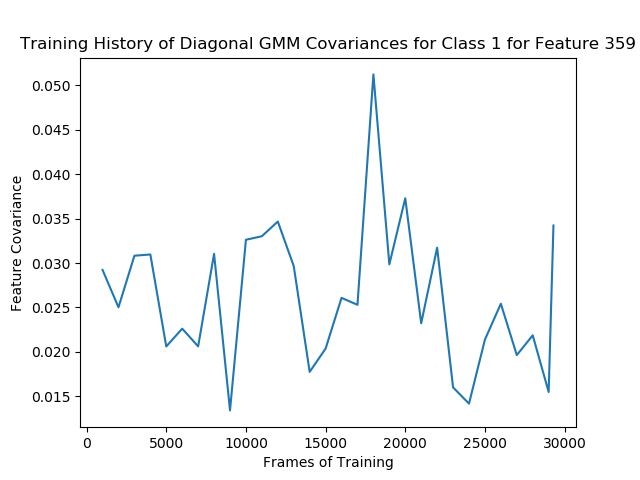 Training History of Diagonal GMM Covariances for Class 1 for Feature 359
0.050
0.045
0.040
0.035
0.030
0.025
0.020
0.015
Feature Covariance
0 5000 10000 15000 20000 25000 30000
Frames of Training